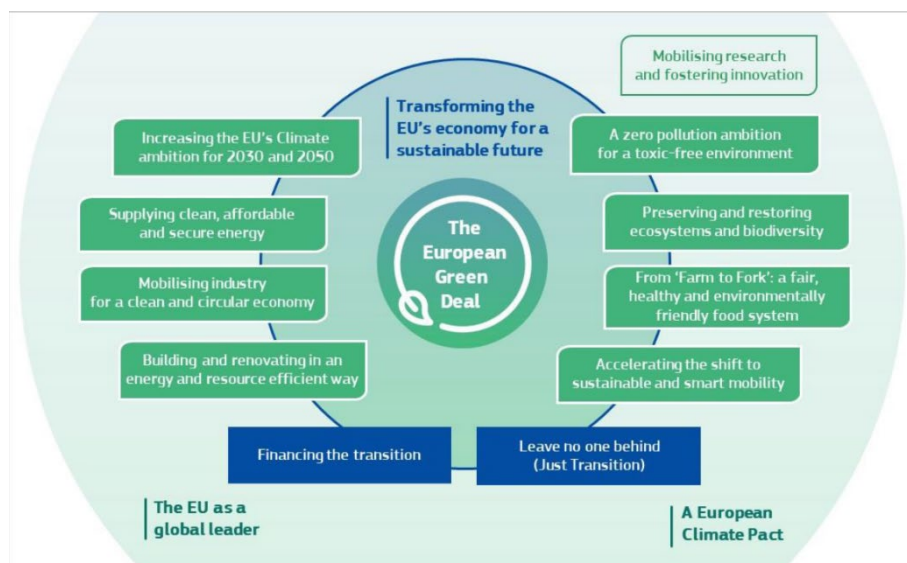 Mobilising research
and fostering innovation
Transforming the
EU's economy for a
sustainable future
Increasing the EU's Climate
ambition for 2030 and 2050
A zero pollution ambition
for a toxic-free environment
Supplying clean, affordable
and secure energy
Preserving and restoring
ecosystems and biodiversity
The
European
Green
Deal
Mobilising industry
for a clean and circular economy
From ‘Farm to Fork’: a fair,
healthy and environmentally
friendly food system
Building and renovating in an
energy and resource efficient way
Accelerating the shift to
sustainable and smart mobility
Financing the transition
Leave no one behind
(Just Transition)
The EU as a
global leader
A European
Climate Pact